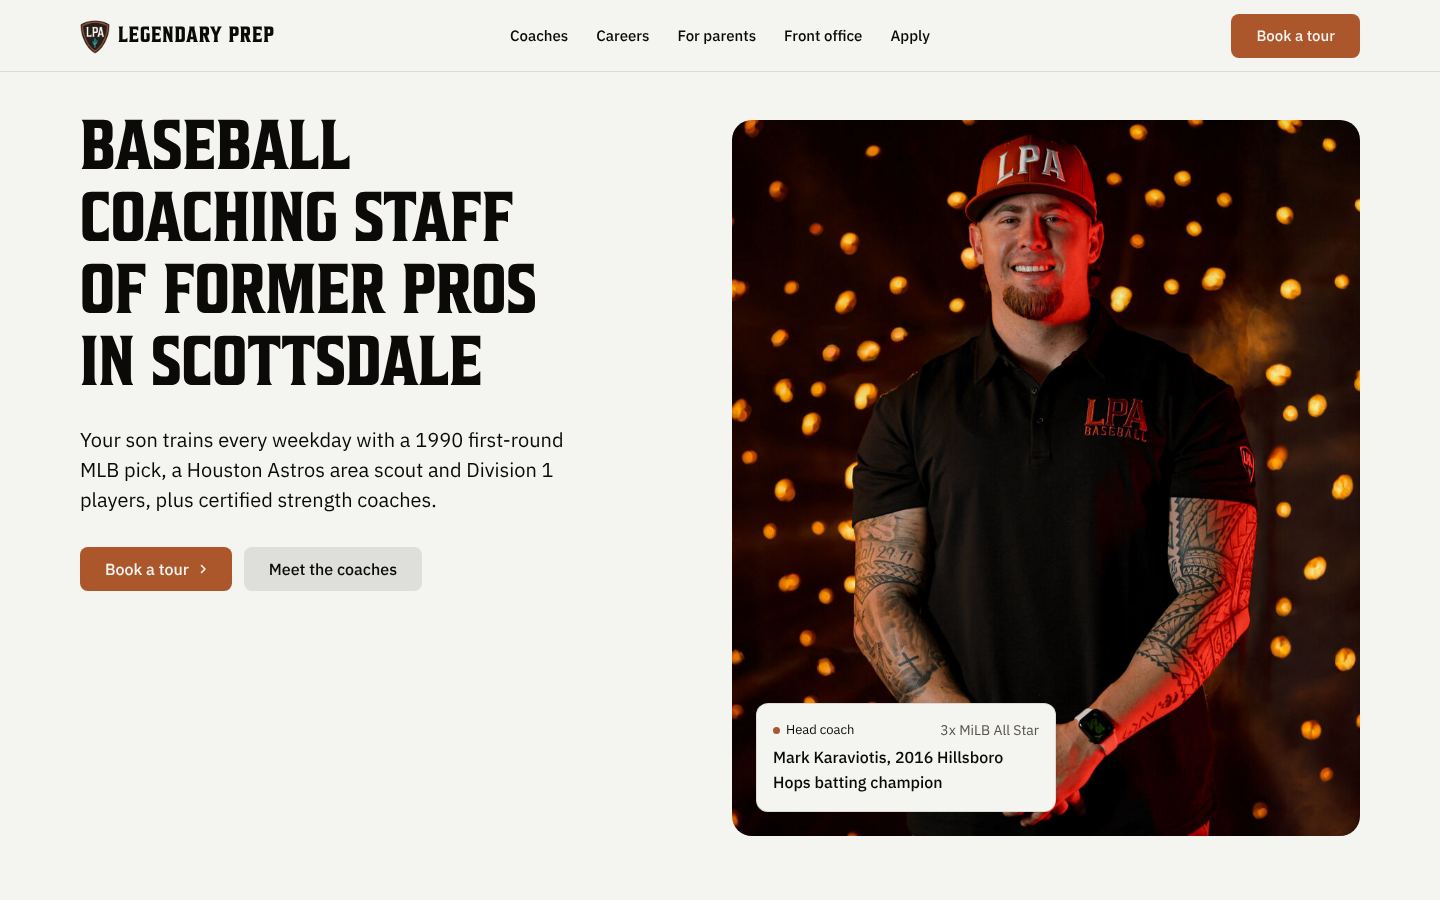 LPA
LEGENDARY PREP
Coaches
Careers
For parents
Front office
Apply
Book a tour
BASEBALL
COACHING STAFF
OF FORMER PROS
IN SCOTTSDALE
Your son trains every weekday with a 1990 first-round
MLB pick, a Houston Astros area scout and Division 1
players, plus certified strength coaches.
Book a tour
Meet the coaches
LPA
LPA
BASEBALL
29:11
Head coach
3x MiLB All Star
Mark Karaviotis, 2016 Hillsboro
Hops batting champion